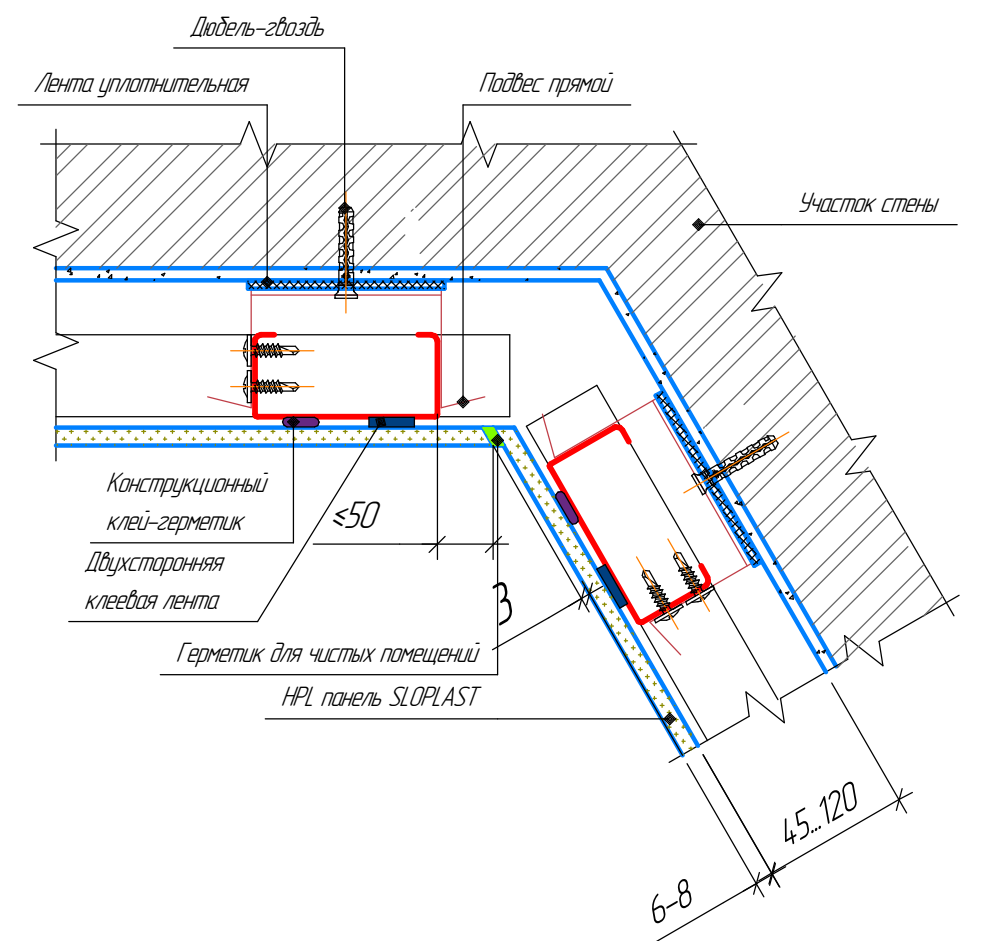 Дюбель-гвоздь
Лента уплотнительная
Подвес прямой
Участок стены
Конструкционный
клей-герметик
≤50
Двухсторонняя
клеевая лента
3
Герметик для чистых помещений
HPL панель SLOPLAST
45...120
6-8